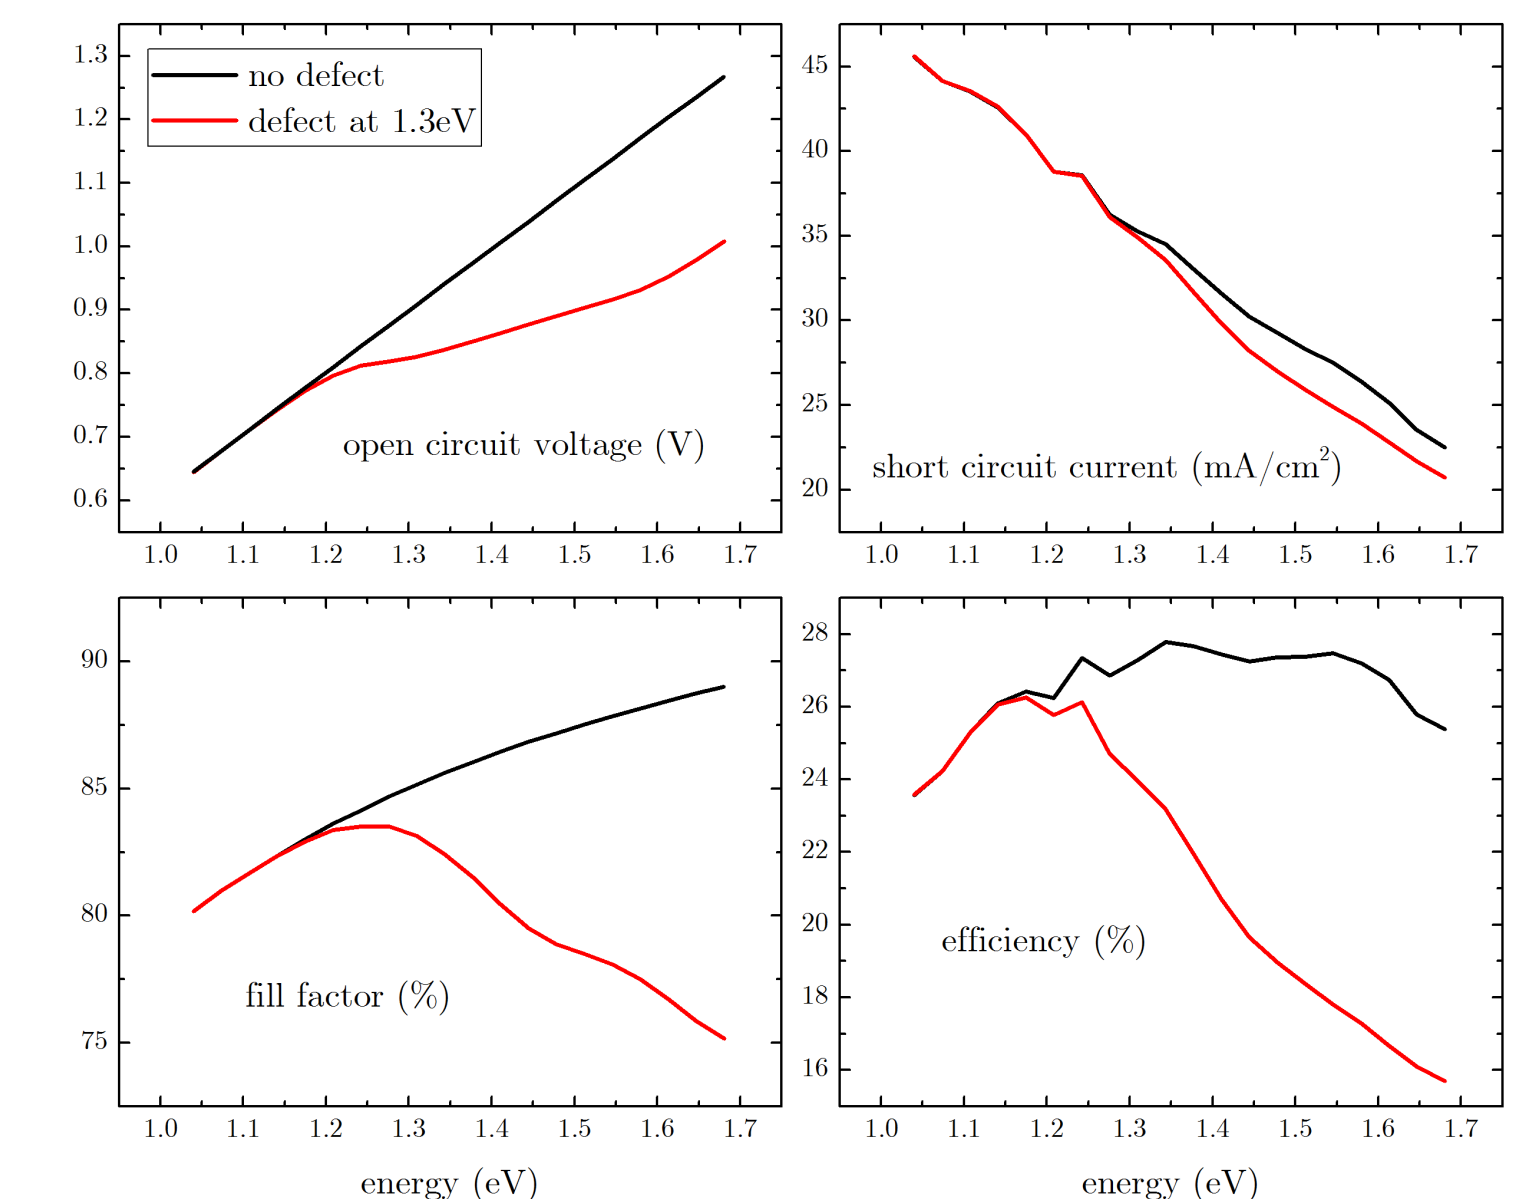 1.3
1.2
1.1
1.0
0.9
0.8
0.7
0.6
no defect
defect at 1.3eV
open circuit voltage (V)
1.0 1.1 1.2 1.3 1.4 1.5 1.6 1.7
45
40
35
30
25
20
short circuit current (mA/cm²)
1.0 1.1 1.2 1.3 1.4 1.5 1.6 1.7
90
85
80
75
fill factor (%)
1.0 1.1 1.2 1.3 1.4 1.5 1.6 1.7
energy (eV)
28
26
24
22
20
18
16
efficiency (%)
1.0 1.1 1.2 1.3 1.4 1.5 1.6 1.7
energy (eV)